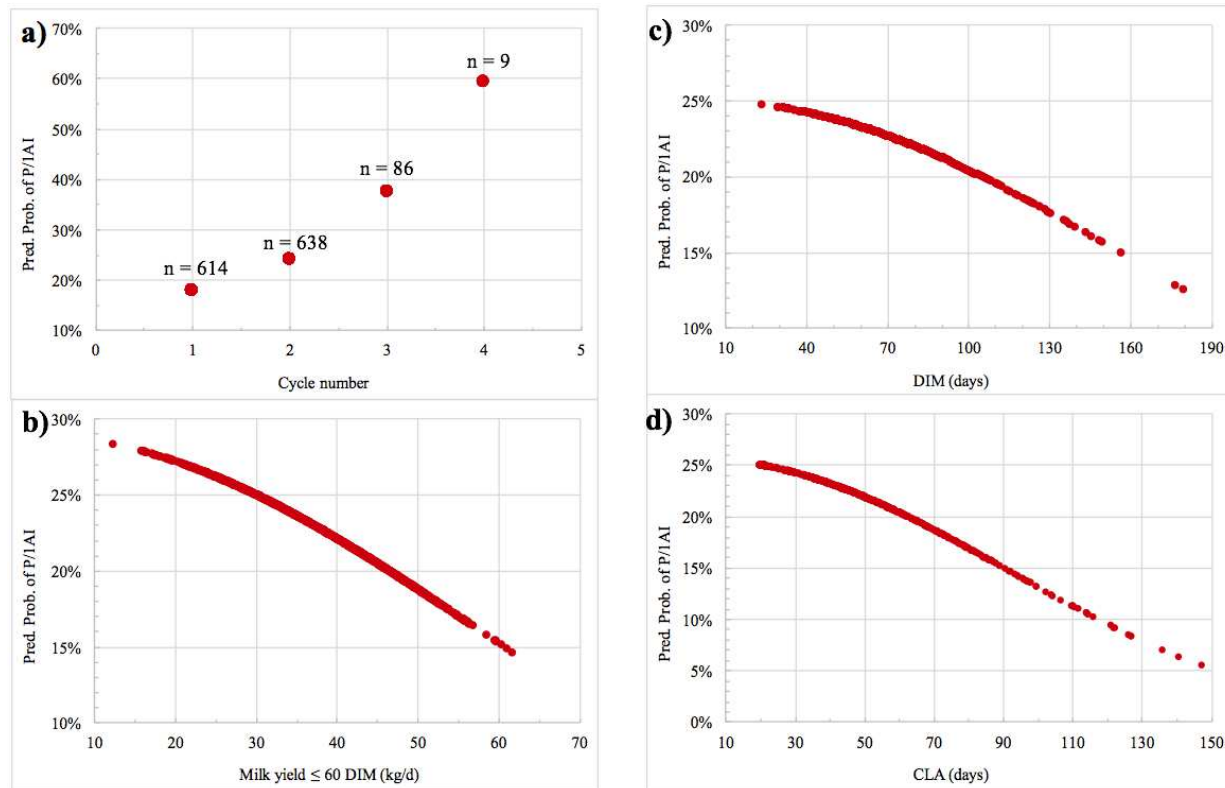 a)
Pred. Prob. of P/1AI
70%
60%
50%
40%
30%
20%
10%
n = 614
n = 638
n = 86
n = 9
0 1 2 3 4 5
Cycle number
b)
Pred. Prob. of P/1AI
30%
25%
20%
15%
10%
10 20 30 40 50 60 70
Milk yield ≤ 60 DIM (kg/d)
c)
Pred. Prob. of P/1AI
30%
25%
20%
15%
10%
10 40 70 100 130 160 190
DIM (days)
d)
Pred. Prob. of P/1AI
30%
25%
20%
15%
10%
5%
0%
10 30 50 70 90 110 130 150
CLA (days)